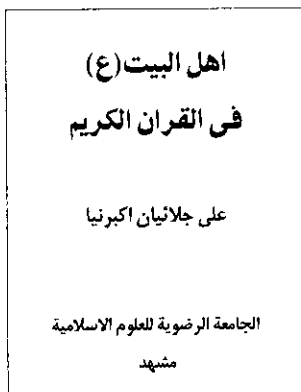 اهل البيت(ع)
فى القران الكريم
على جلائيان اكبرنيا
الجامعة الرضوية للعلوم الاسلامية
مشهد